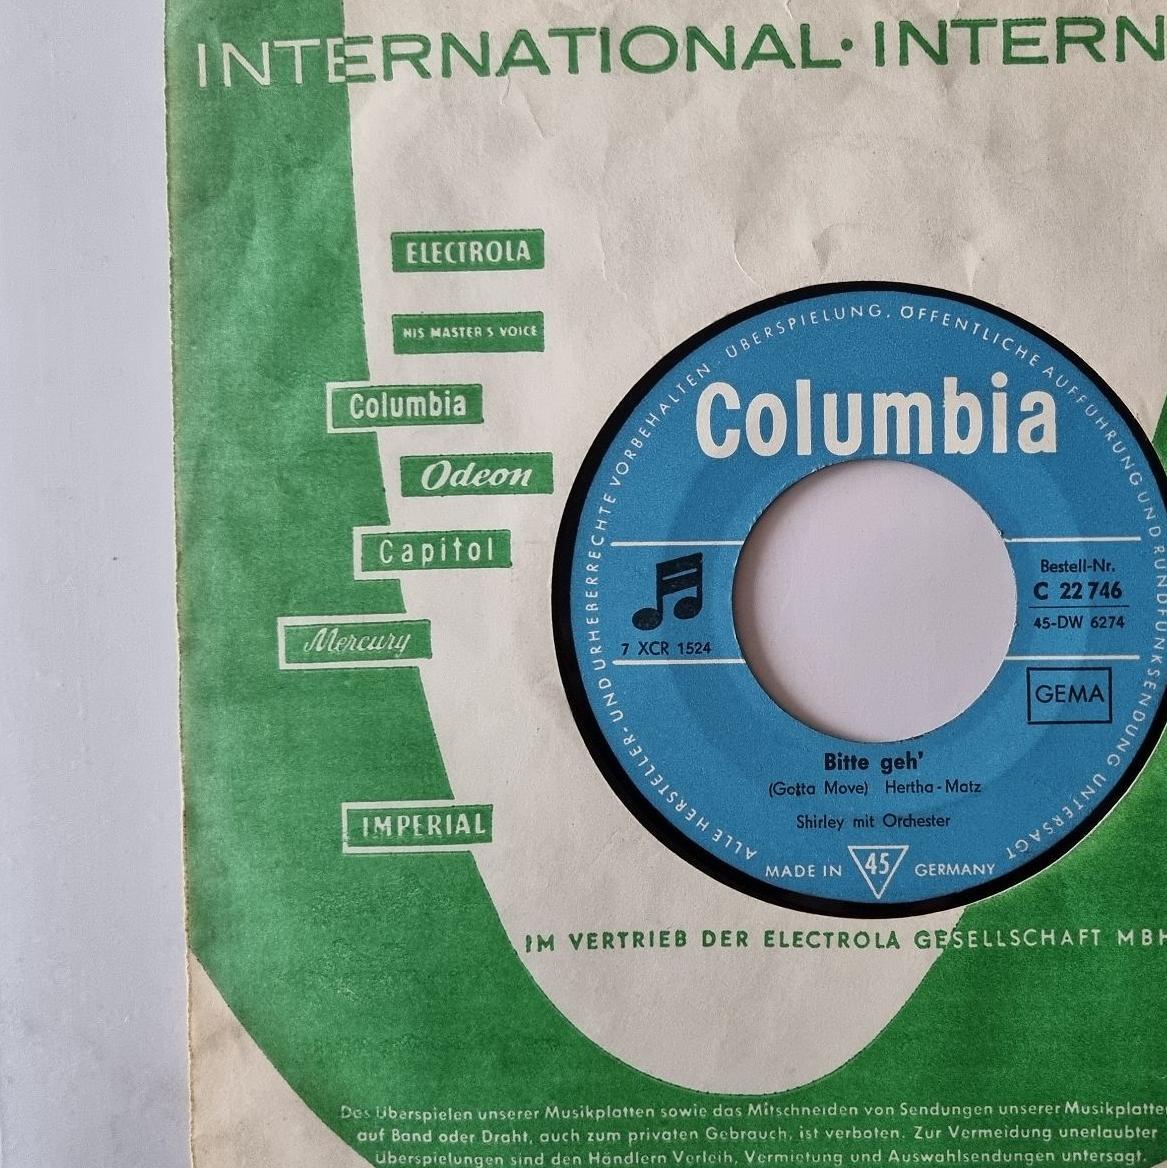 INTERNATIONAL · INTERN
ELECTROLA
HIS MASTER'S VOICE
Columbia
Odeon
Capitol
Mercury
IMPERIAL
ALLE HERSTELLER- UND URHEBERRECHTE VORBEHALTEN · ÜBERSPIELUNG, ÖFFENTLICHE AUFFÜHRUNG UND RUNDFUNKSENDUNG UNTERSAGT
Columbia
7 XCR 1524
Bestell-Nr.
C 22 746
45-DW 6274
GEMA
Bitte geh'
(Gotta Move) Hertha-Matz
Shirley mit Orchester
MADE IN 45 GERMANY
IM VERTRIEB DER ELECTROLA GESELLSCHAFT MBH
Das Überspielen unserer Musikplatten sowie das Mitschneiden von Sendungen unserer Musikplatte
auf Band oder Draht, auch zum privaten Gebrauch, ist verboten. Zur Vermeidung unerlaubter
Überspielungen sind den Händlern Verleih, Vermietung und Auswahlsendungen untersagt.